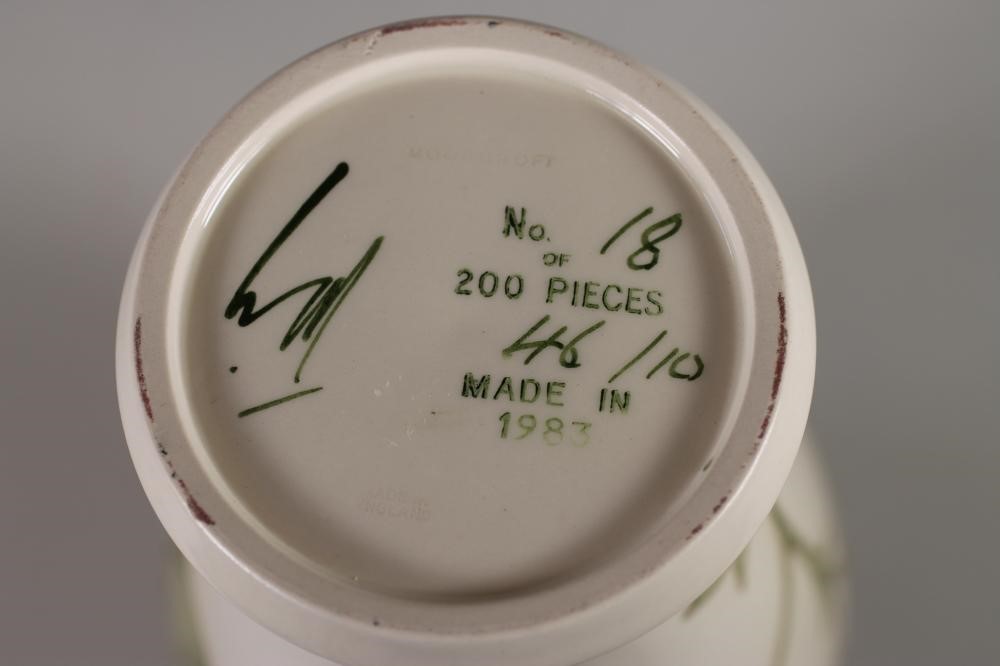 MOORCROFT
No. 18
OF
200 PIECES
46/10
MADE IN
1983
MADE IN
ENGLAND